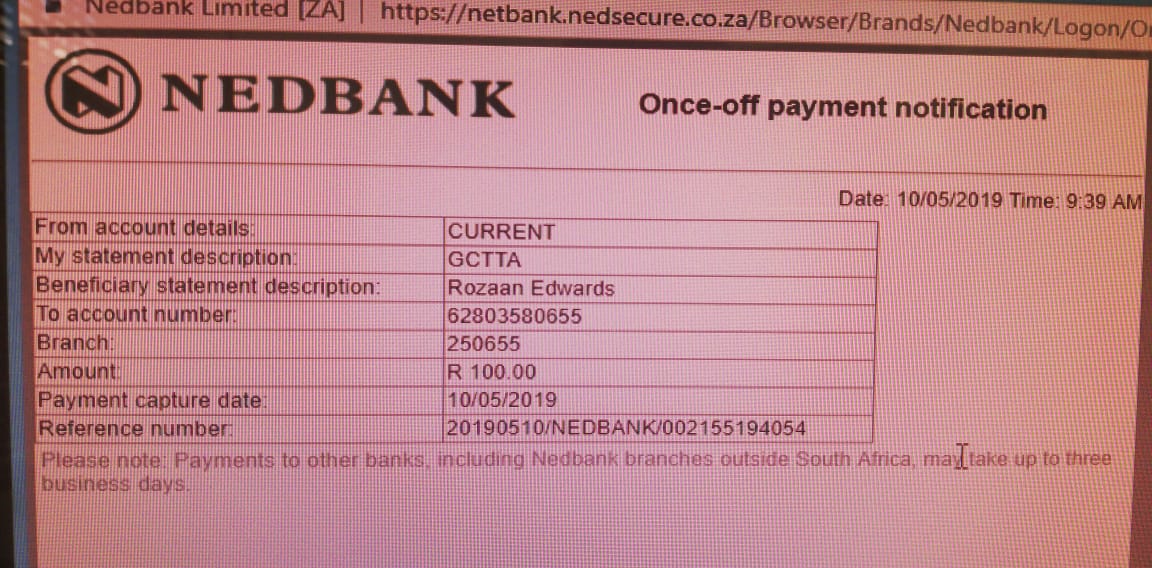 Nedbank Limited [ZA] | https://netbank.nedsecure.co.za/Browser/Brands/Nedbank/Logon/
NEDBANK
Once-off payment notification
Date: 10/05/2019 Time: 9:39 AM
From account details: CURRENT
My statement description: GCTTA
Beneficiary statement description: Rozaan Edwards
To account number: 62803580655
Branch: 250655
Amount: R 100.00
Payment capture date: 10/05/2019
Reference number: 20190510/NEDBANK/002155194054
Please note: Payments to other banks, including Nedbank branches outside South Africa, may take up to three
business days.